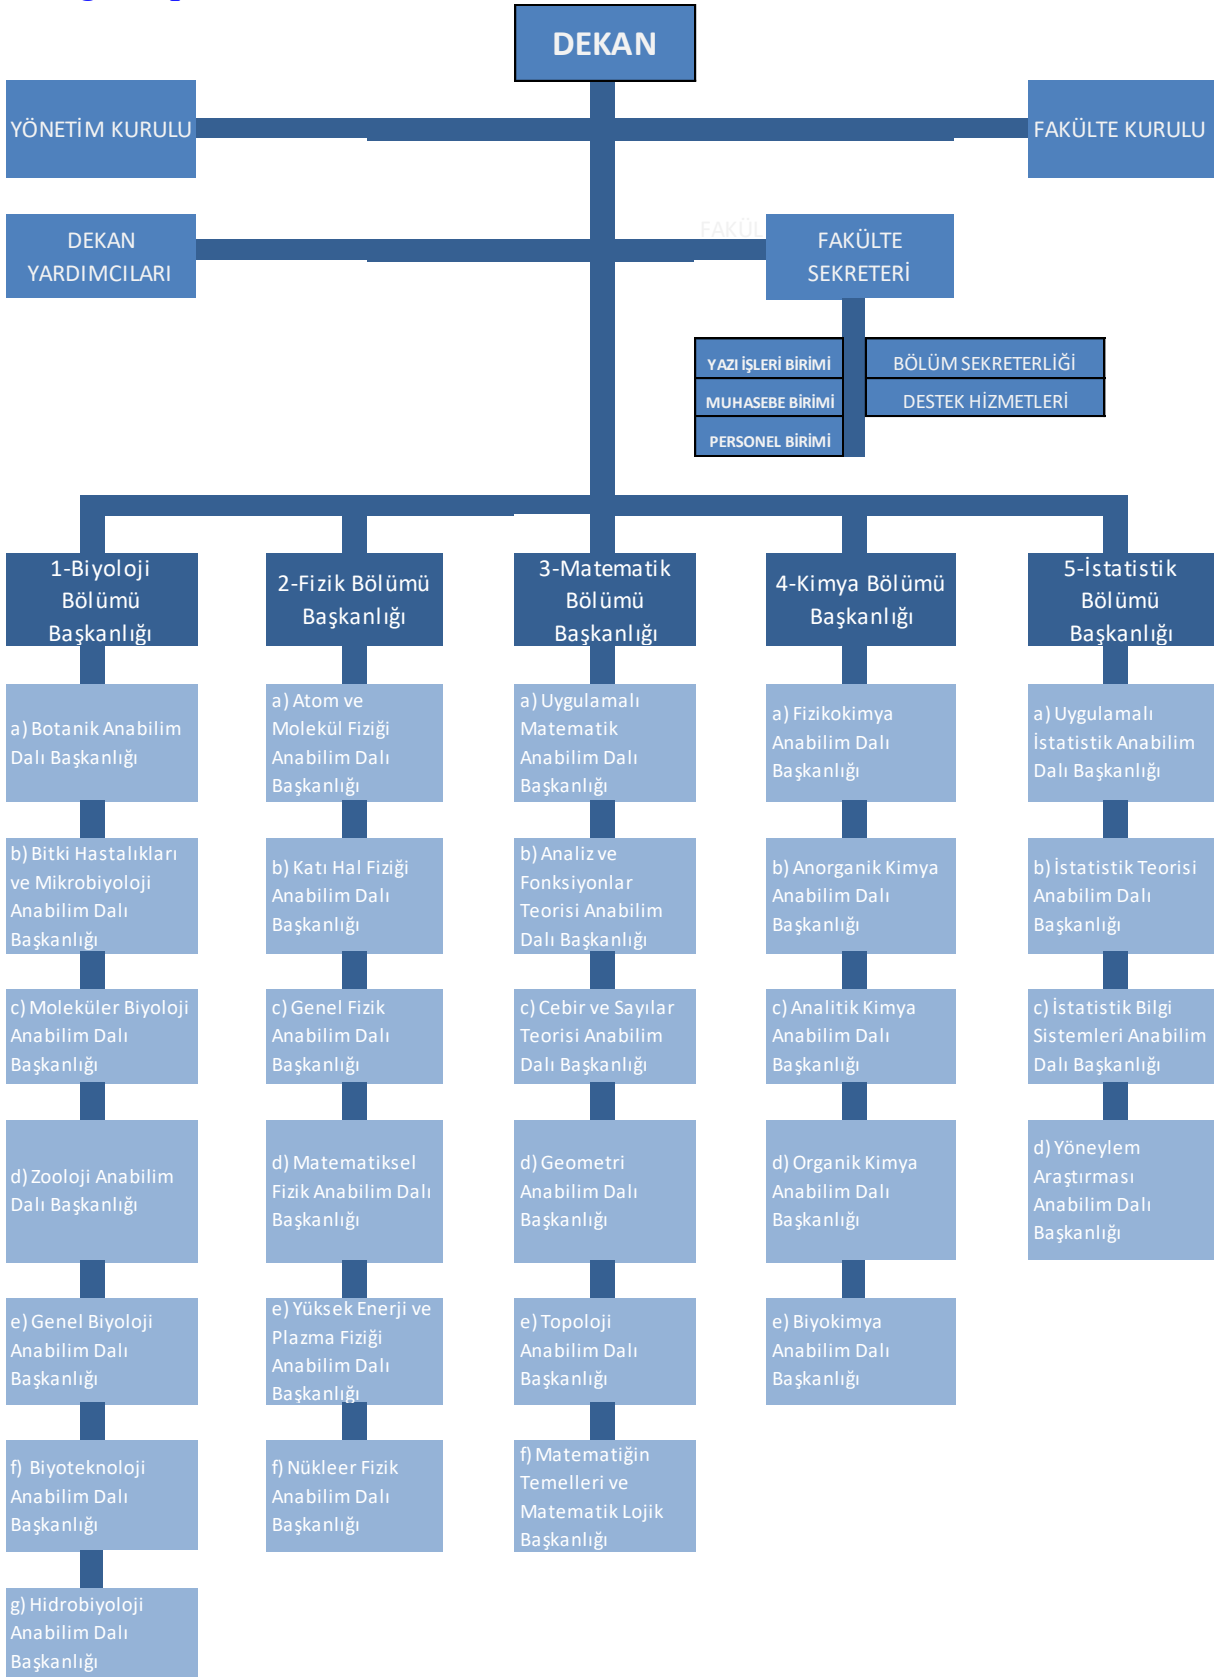 DEKAN
YÖNETİM KURULU
FAKÜLTE KURULU
DEKAN
YARDIMCILARI
FAKÜL
FAKÜLTE
SEKRETERİ
YAZI İŞLERİ BİRİMİ
BÖLÜM SEKRETERLİĞİ
MUHASEBE BİRİMİ
DESTEK HİZMETLERİ
PERSONEL BİRİMİ
1-Biyoloji
Bölümü
Başkanlığı
2-Fizik Bölümü
Başkanlığı
3-Matematik
Bölümü
Başkanlığı
4-Kimya Bölümü
Başkanlığı
5-İstatistik
Bölümü
Başkanlığı
a) Botanik Anabilim
Dalı Başkanlığı
a) Atom ve
Molekül Fiziği
Anabilim Dalı
Başkanlığı
a) Uygulamalı
Matematik
Anabilim Dalı
Başkanlığı
a) Fizikokimya
Anabilim Dalı
Başkanlığı
a) Uygulamalı
İstatistik Anabilim
Dalı Başkanlığı
b) Bitki Hastalıkları
ve Mikrobiyoloji
Anabilim Dalı
Başkanlığı
b) Katı Hal Fiziği
Anabilim Dalı
Başkanlığı
b) Analiz ve
Fonksiyonlar
Teorisi Anabilim
Dalı Başkanlığı
b) Anorganik Kimya
Anabilim Dalı
Başkanlığı
b) İstatistik Teorisi
Anabilim Dalı
Başkanlığı
c) Moleküler Biyoloji
Anabilim Dalı
Başkanlığı
c) Genel Fizik
Anabilim Dalı
Başkanlığı
c) Cebir ve Sayılar
Teorisi Anabilim
Dalı Başkanlığı
c) Analitik Kimya
Anabilim Dalı
Başkanlığı
c) İstatistik Bilgi
Sistemleri Anabilim
Dalı Başkanlığı
d) Zooloji Anabilim
Dalı Başkanlığı
d) Matematiksel
Fizik Anabilim Dalı
Başkanlığı
d) Geometri
Anabilim Dalı
Başkanlığı
d) Organik Kimya
Anabilim Dalı
Başkanlığı
d) Yöneylem
Araştırması
Anabilim Dalı
Başkanlığı
e) Genel Biyoloji
Anabilim Dalı
Başkanlığı
e) Yüksek Enerji ve
Plazma Fiziği
Anabilim Dalı
Başkanlığı
e) Topoloji
Anabilim Dalı
Başkanlığı
e) Biyokimya
Anabilim Dalı
Başkanlığı
f) Biyoteknoloji
Anabilim Dalı
Başkanlığı
f) Nükleer Fizik
Anabilim Dalı
Başkanlığı
f) Matematiğin
Temelleri ve
Matematik Lojik
Başkanlığı
g) Hidrobiyoloji
Anabilim Dalı
Başkanlığı